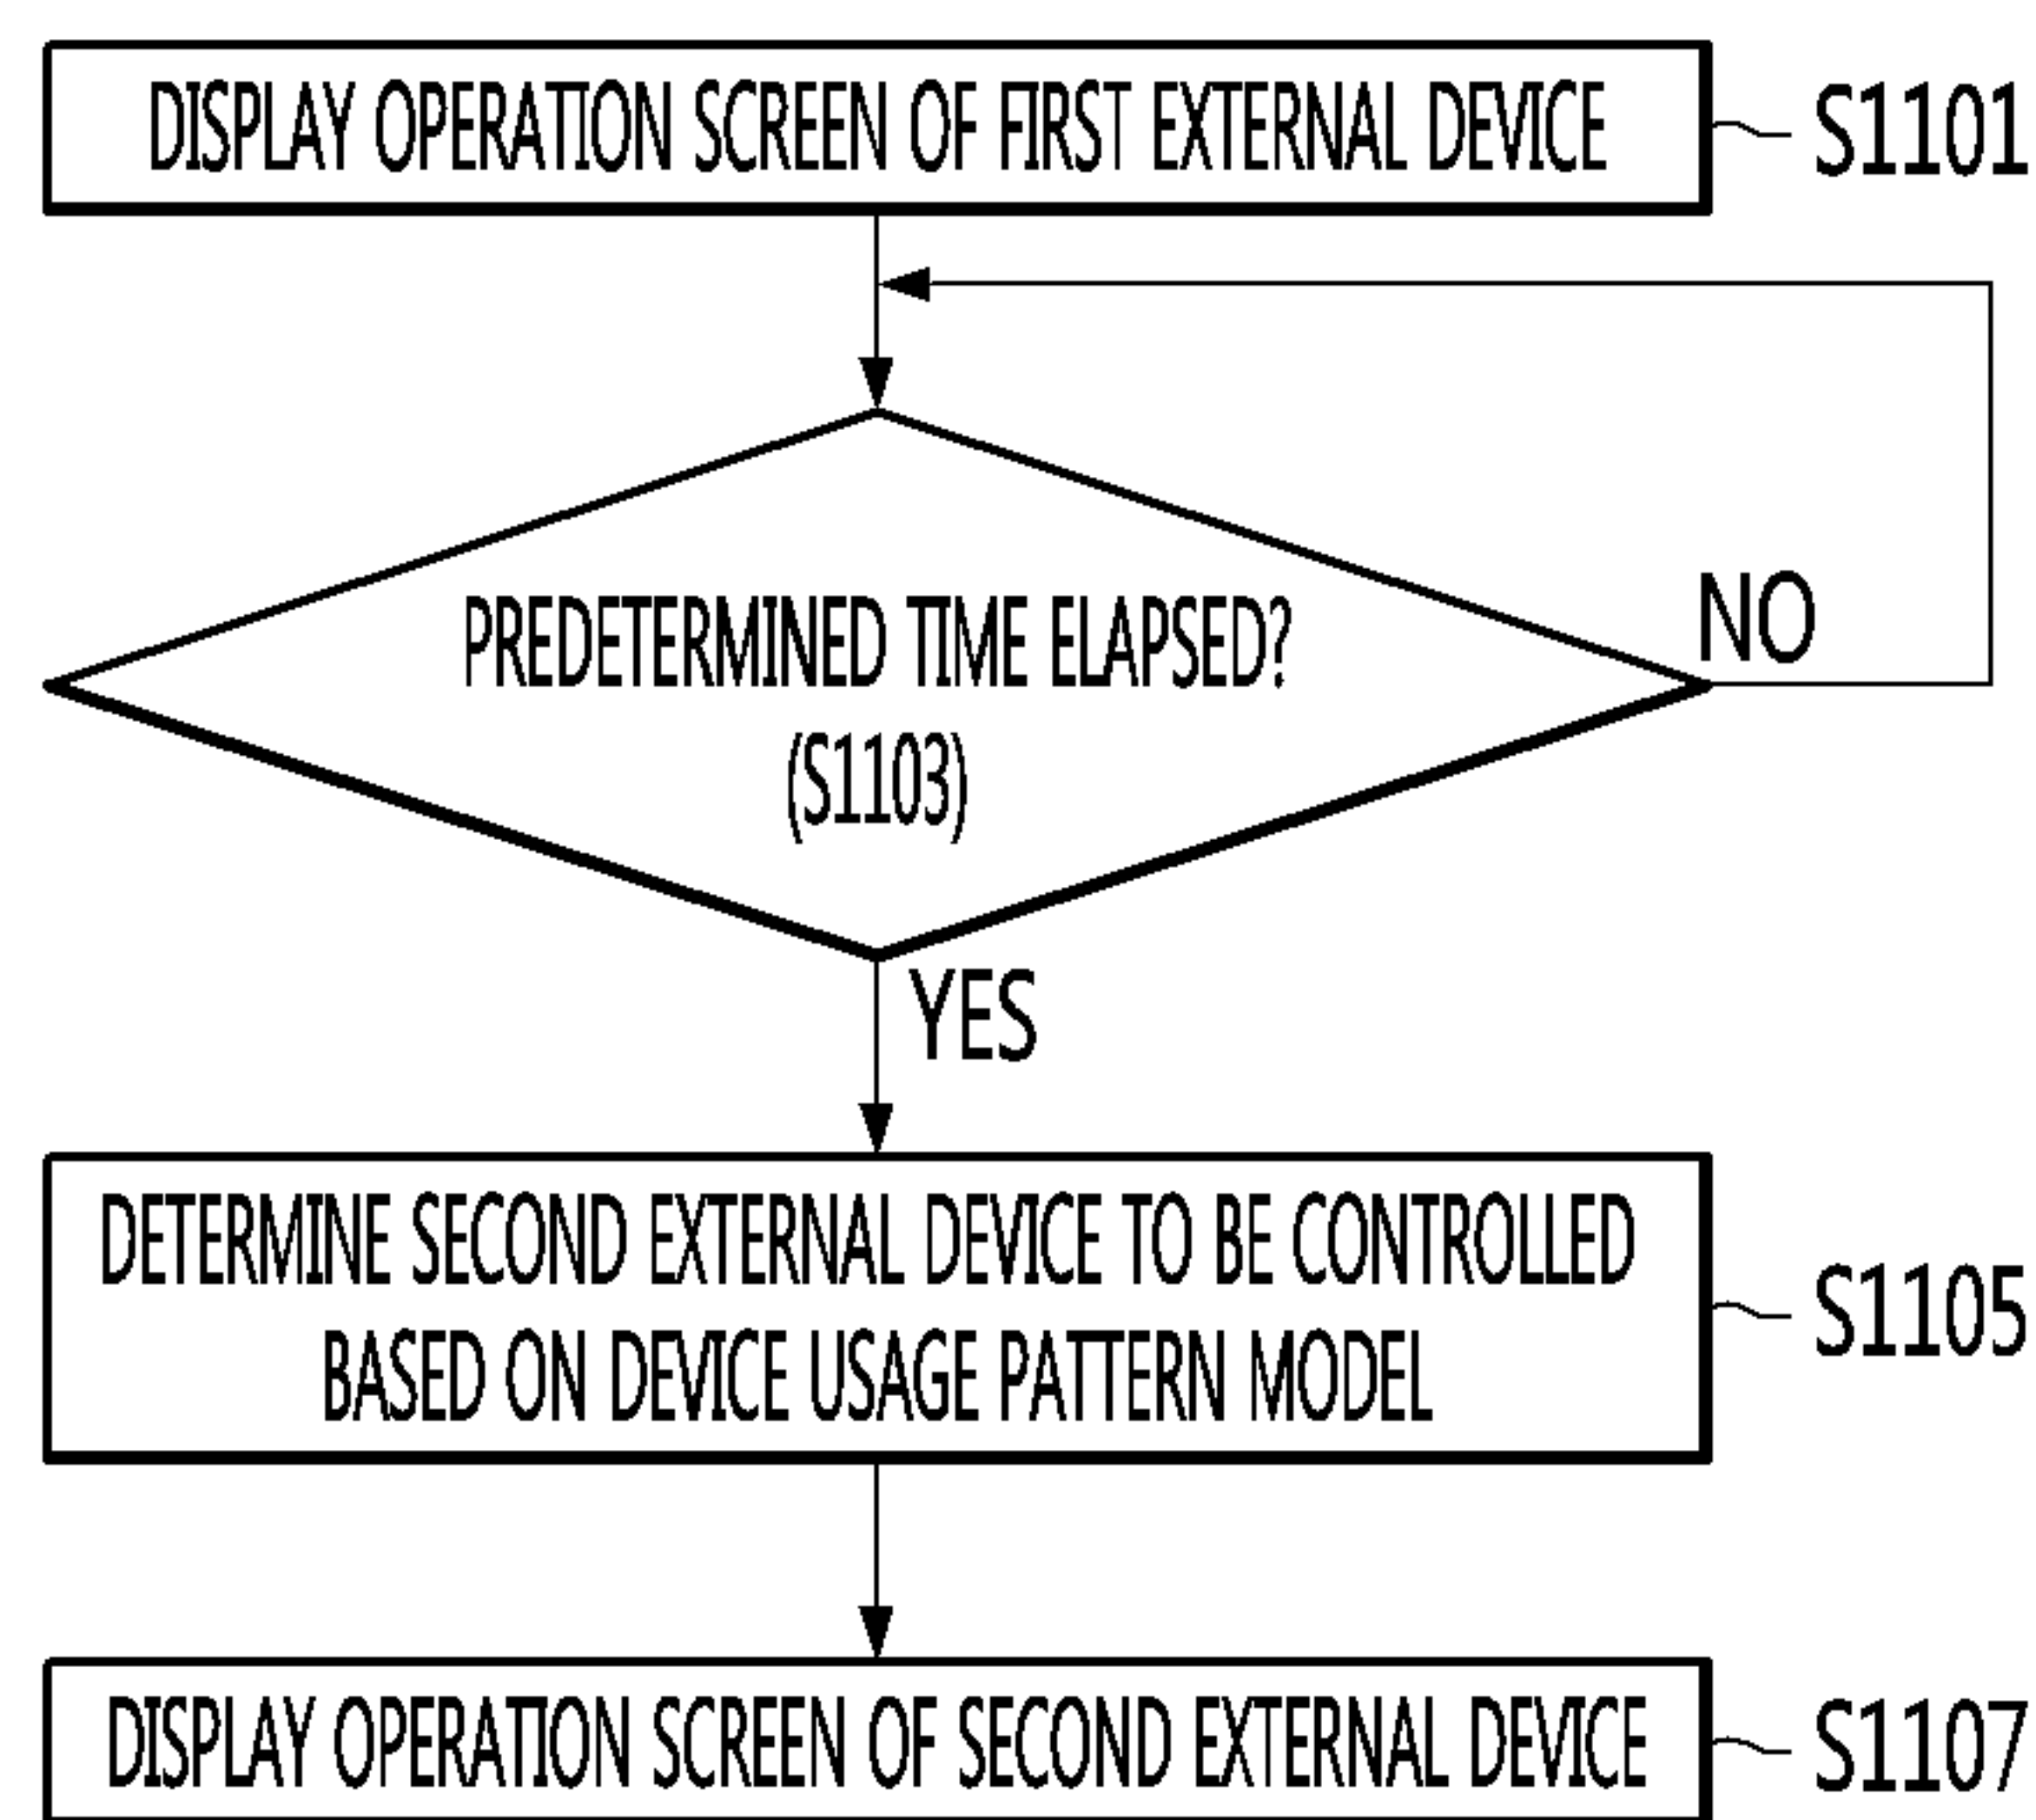 DISPLAY OPERATION SCREEN OF FIRST EXTERNAL DEVICE
S1101
PREDETERMINED TIME ELAPSED?
(S1103)
NO
YES
DETERMINE SECOND EXTERNAL DEVICE TO BE CONTROLLED
BASED ON DEVICE USAGE PATTERN MODEL
S1105
DISPLAY OPERATION SCREEN OF SECOND EXTERNAL DEVICE
S1107